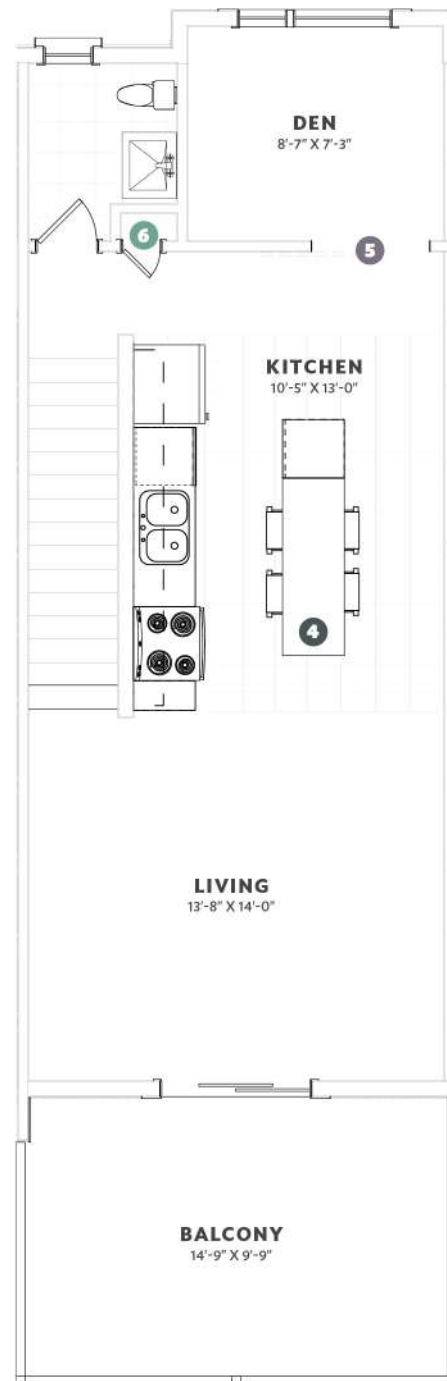 DEN
8'-7" X 7'-3"
6
5
KITCHEN
10'-5" X 13'-0"
4
LIVING
13'-8" X 14'-0"
BALCONY
14'-9" X 9'-9"